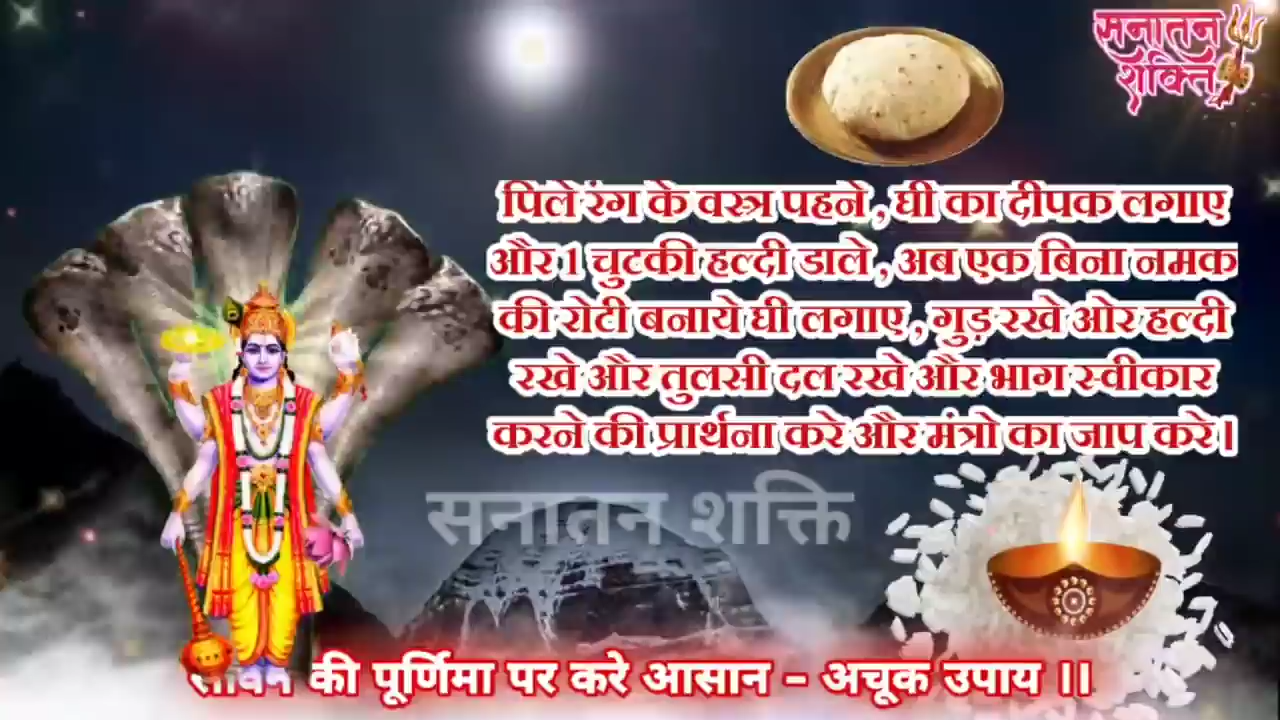 सनातन
शक्ति
पिले रंग के वस्त्र पहने , घी का दीपक लगाए
और 1 चुटकी हल्दी डाले , अब एक बिना नमक
की रोटी बनाये घी लगाए , गुड़ रखे ओर हल्दी
रखे और तुलसी दल रखे और भाग स्वीकार
करने की प्रार्थना करे और मंत्रो का जाप करे ।
सनातन शक्ति
की पूर्णिमा पर करे आसान - अचूक उपाय ।।